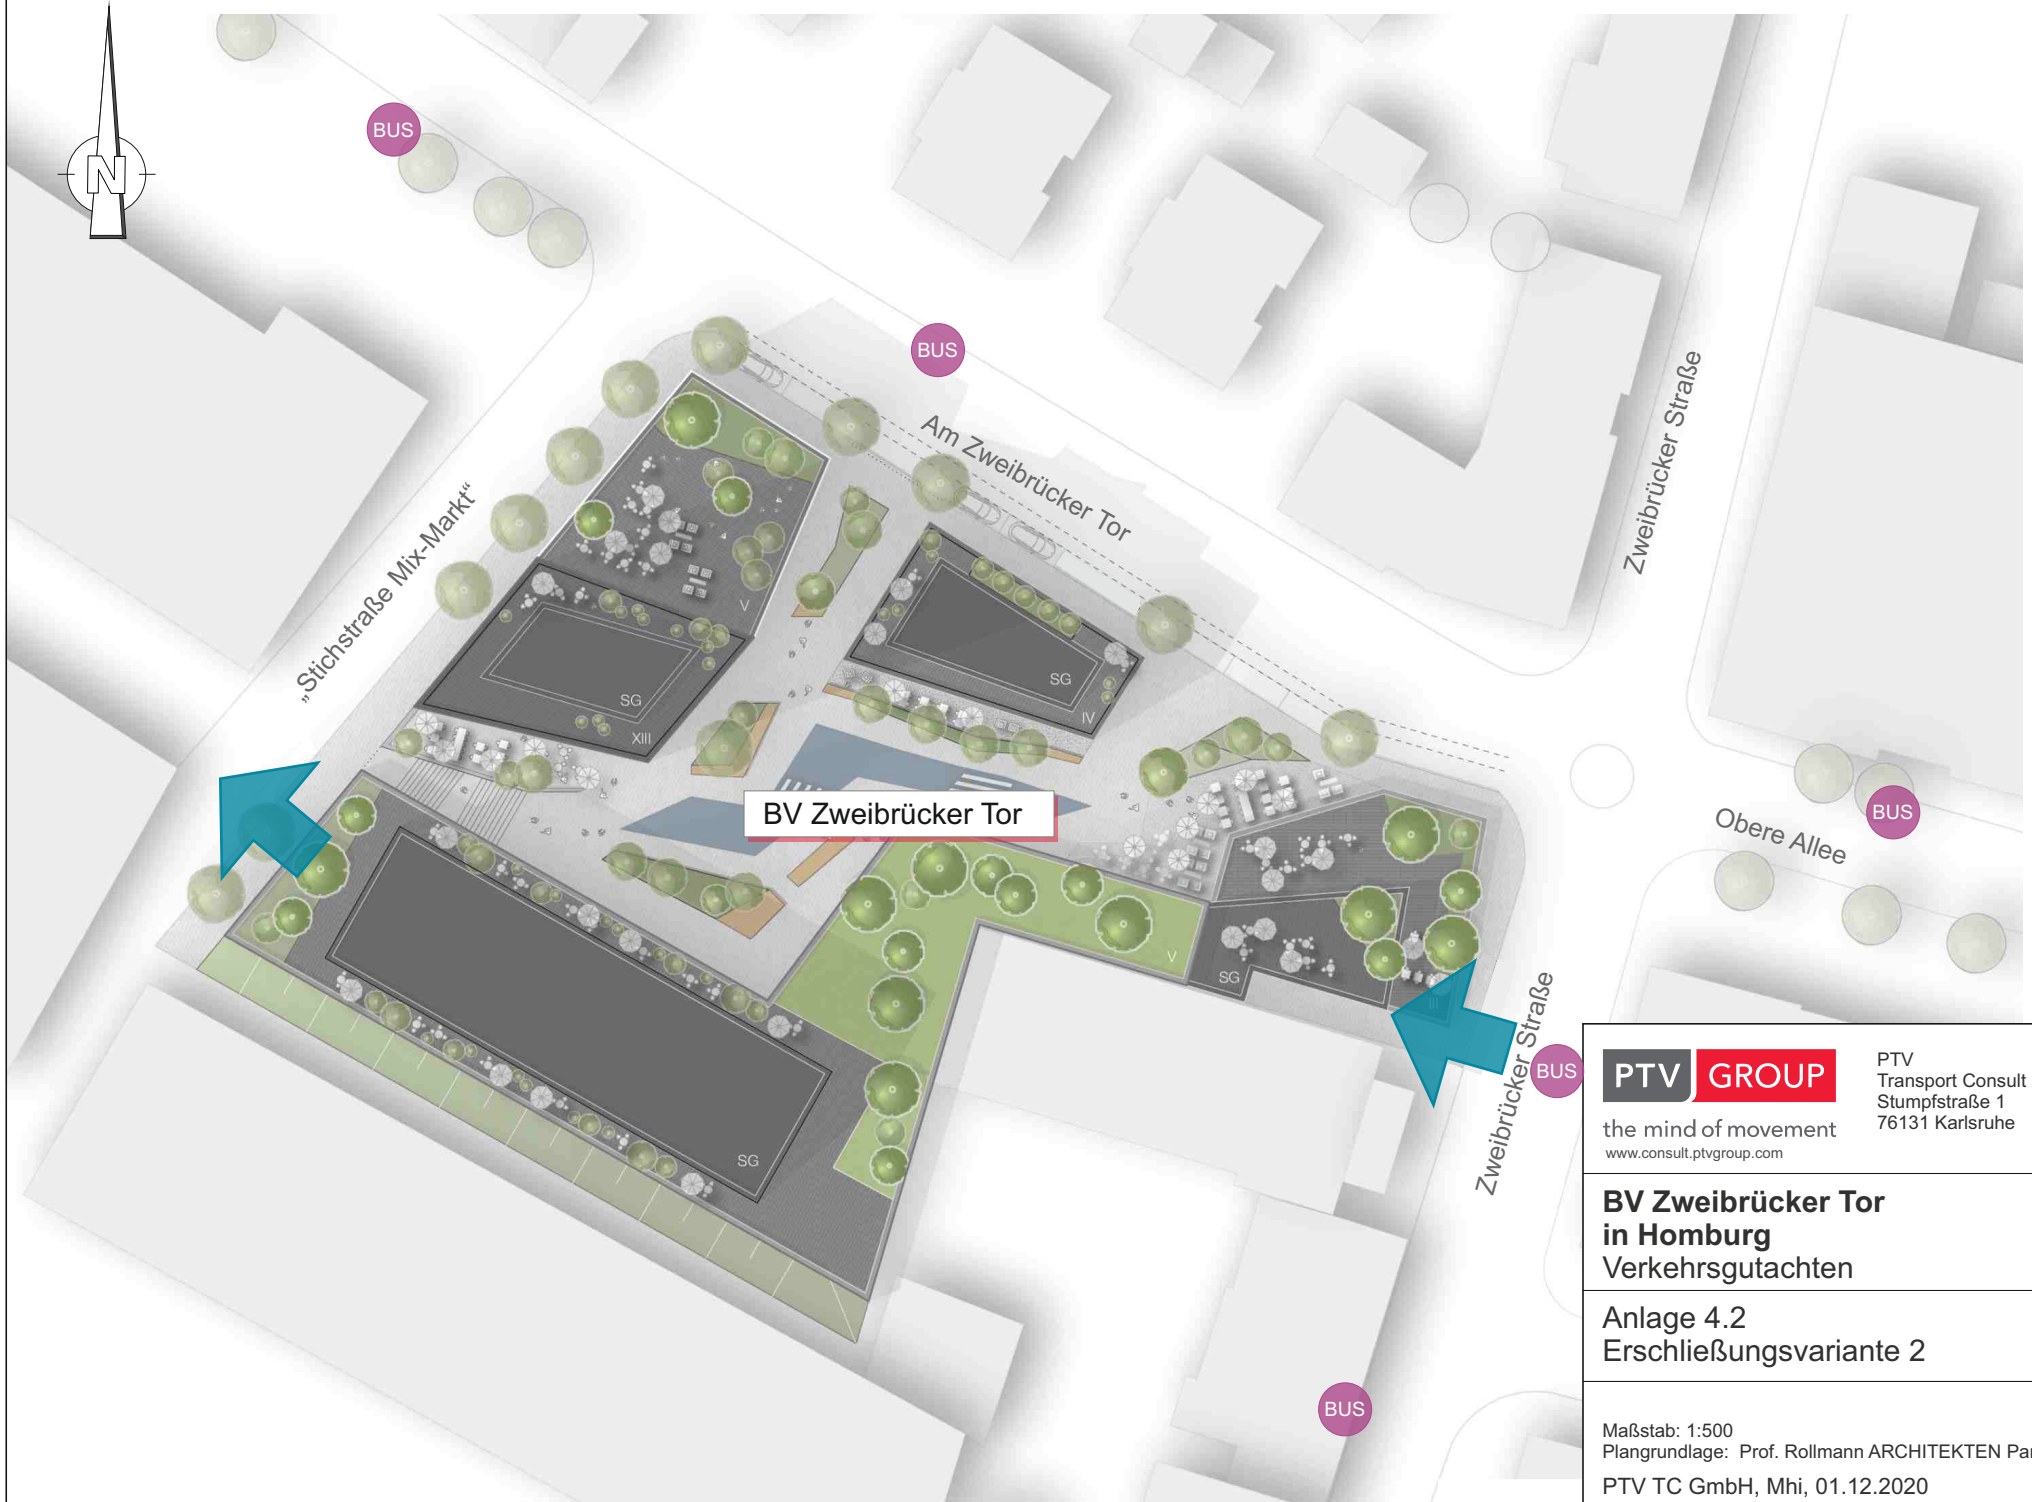 N
BUS
BUS
Am Zweibrücker Tor
Zweibrücker Straße
„Stichstraße Mix-Markt“
V
SG
XIII
SG
IV
BV Zweibrücker Tor
Obere Allee
BUS
V
SG
III
Zweibrücker Straße
BUS
SG
BUS
PTV GROUP
the mind of movement
www.consult.ptvgroup.com
PTV
Transport Consult
Stumpfstraße 1
76131 Karlsruhe
BV Zweibrücker Tor
in Homburg
Verkehrsgutachten
Anlage 4.2
Erschließungsvariante 2
Maßstab: 1:500
Plangrundlage: Prof. Rollmann ARCHITEKTEN
PTV TC GmbH, Mhi, 01.12.2020